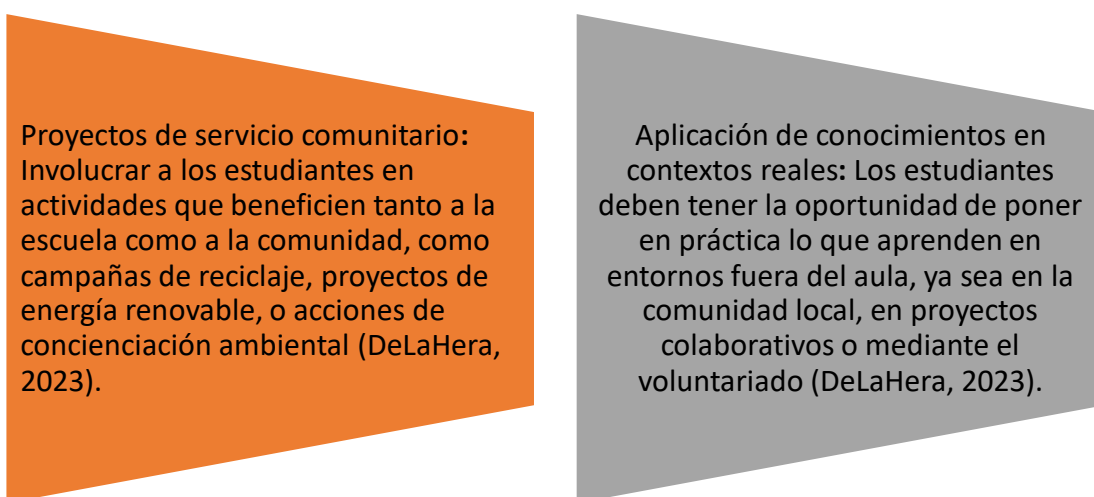 Proyectos de servicio comunitario:
Involucrar a los estudiantes en
actividades que beneficien tanto a la
escuela como a la comunidad, como
campañas de reciclaje, proyectos de
energía renovable, o acciones de
concienciación ambiental (DeLaHera,
2023).
Aplicación de conocimientos en
contextos reales: Los estudiantes
deben tener la oportunidad de poner
en práctica lo que aprenden en
entornos fuera del aula, ya sea en la
comunidad local, en proyectos
colaborativos o mediante el
voluntariado (DeLaHera, 2023).